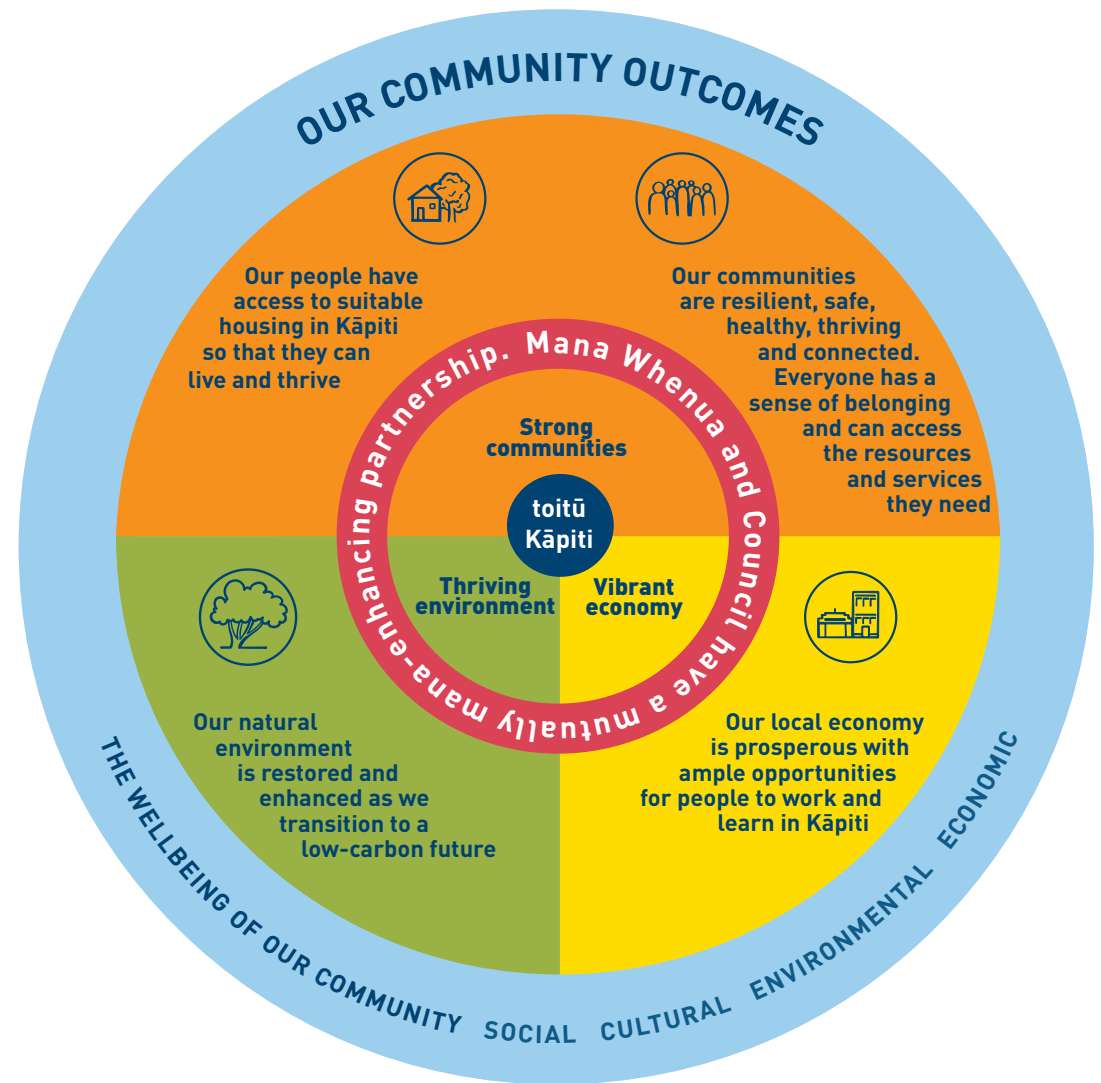 OUR COMMUNITY OUTCOMES
Our people have
access to suitable
housing in Kāpiti
so that they can
live and thrive
Our communities
are resilient, safe,
healthy, thriving
and connected.
Everyone has a
sense of belonging
and can access
the resources
and services
they need
Mana Whenua and Council have a mutually mana-enhancing partnership.
Strong
communities
toitū
Kāpiti
Thriving
environment
Vibrant
economy
Our natural
environment
is restored and
enhanced as we
transition to a
low-carbon future
Our local economy
is prosperous with
ample opportunities
for people to work and
learn in Kāpiti
THE WELLBEING OF OUR COMMUNITY SOCIAL CULTURAL ENVIRONMENTAL ECONOMIC